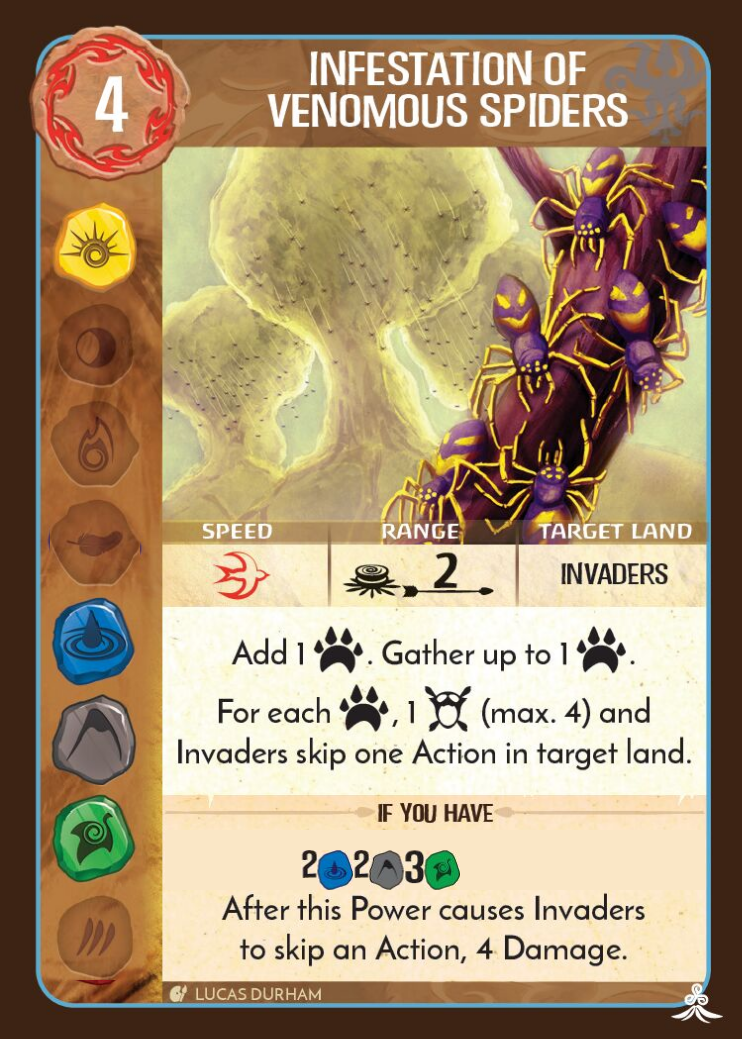 4
INFESTATION OF
VENOMOUS SPIDERS
SPEED RANGE TARGET LAND
2 INVADERS
Add 1 . Gather up to 1 .
For each , 1 (max. 4) and
Invaders skip one Action in target land.
IF YOU HAVE
2 2 3
After this Power causes Invaders
to skip an Action, 4 Damage.
LUCAS DURHAM